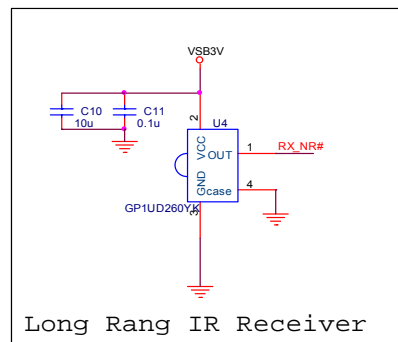 VSB3V
C10
10u
C11
0.1u
U4
2
VCC
OUT
1
RX_NR#
GND
Gcase
4
GP1UD260YK
3
Long Rang IR Receiver